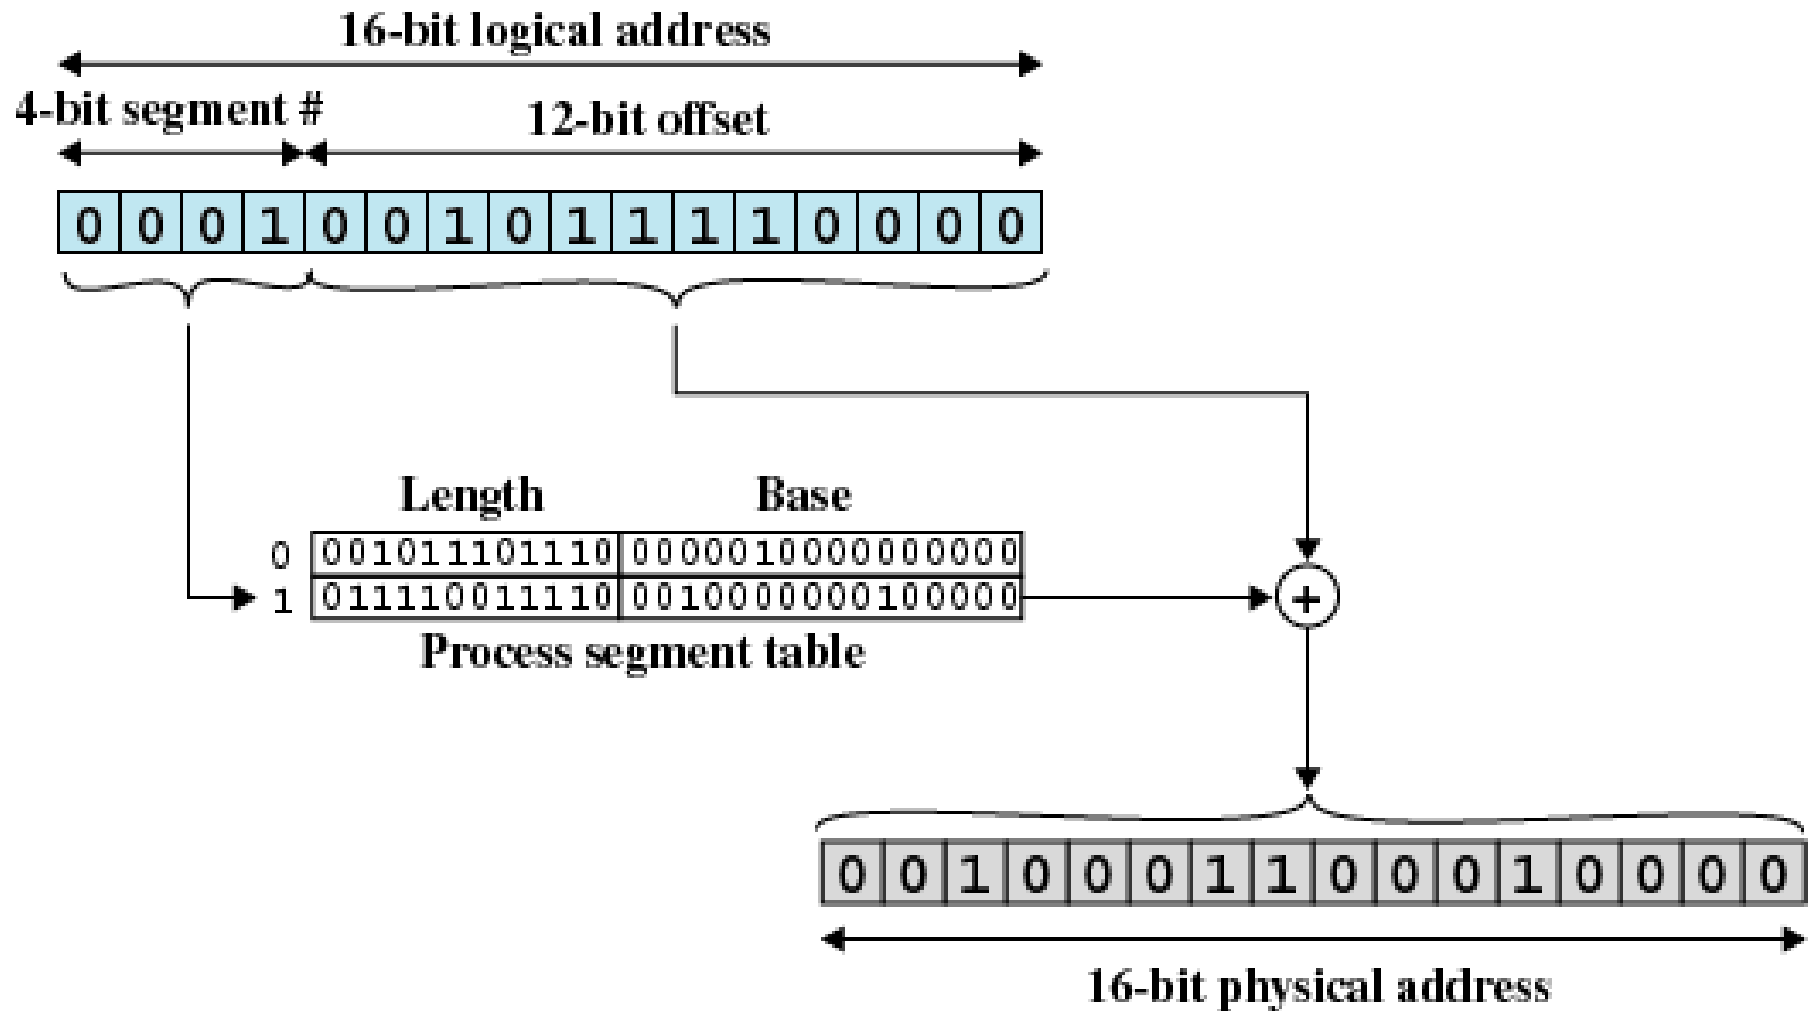 16-bit logical address
4-bit segment # 12-bit offset
0 0 0 1 0 0 1 0 1 1 1 1 0 0 0 0
Length Base
0 001011101110 0000010000000000
1 011110011110 0010000000100000
+
Process segment table
0 0 1 0 0 0 1 1 0 0 0 1 0 0 0 0
16-bit physical address